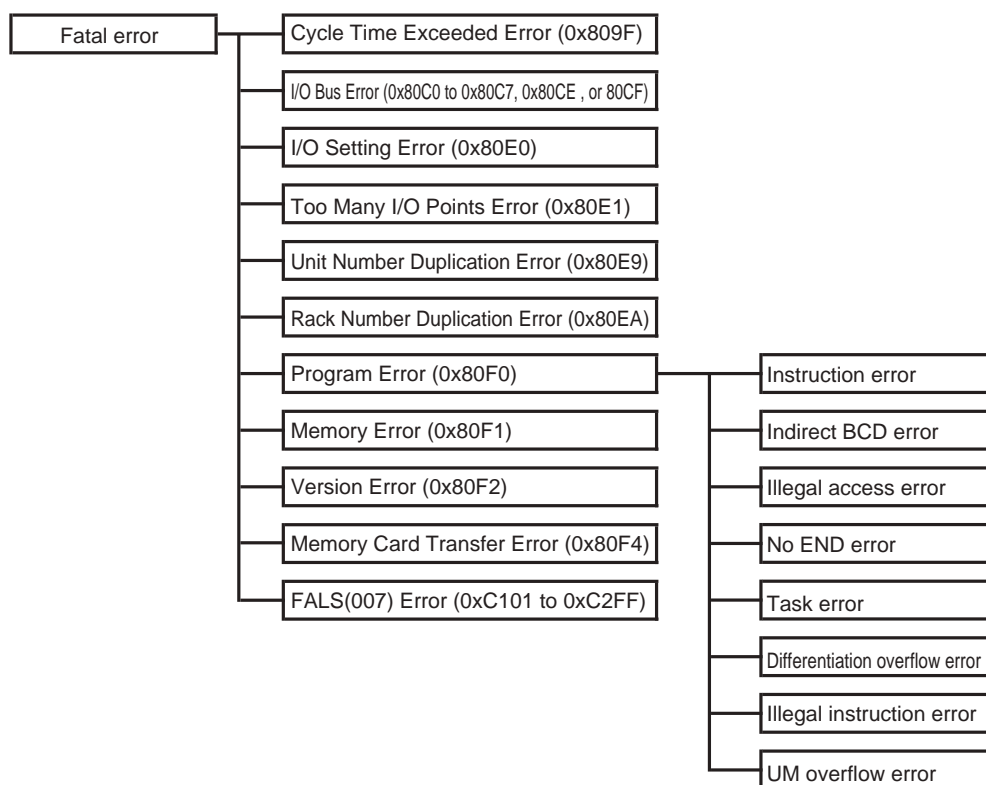 Fatal error
Cycle Time Exceeded Error (0x809F)
I/O Bus Error (0x80C0 to 0x80C7, 0x80CE , or 80CF)
I/O Setting Error (0x80E0)
Too Many I/O Points Error (0x80E1)
Unit Number Duplication Error (0x80E9)
Rack Number Duplication Error (0x80EA)
Program Error (0x80F0)
Memory Error (0x80F1)
Version Error (0x80F2)
Memory Card Transfer Error (0x80F4)
FALS(007) Error (0xC101 to 0xC2FF)
Instruction error
Indirect BCD error
Illegal access error
No END error
Task error
Differentiation overflow error
Illegal instruction error
UM overflow error